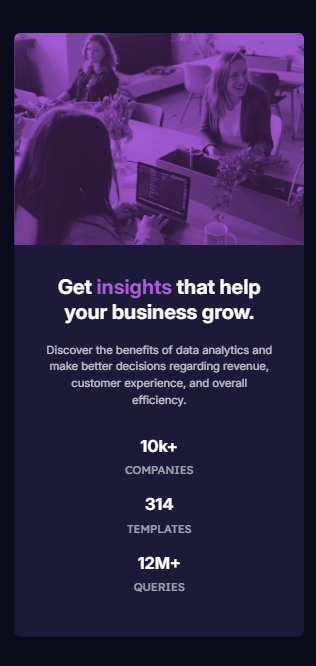 Get insights that help
your business grow.
Discover the benefits of data analytics and
make better decisions regarding revenue,
customer experience, and overall
efficiency.
10k+
COMPANIES
314
TEMPLATES
12M+
QUERIES